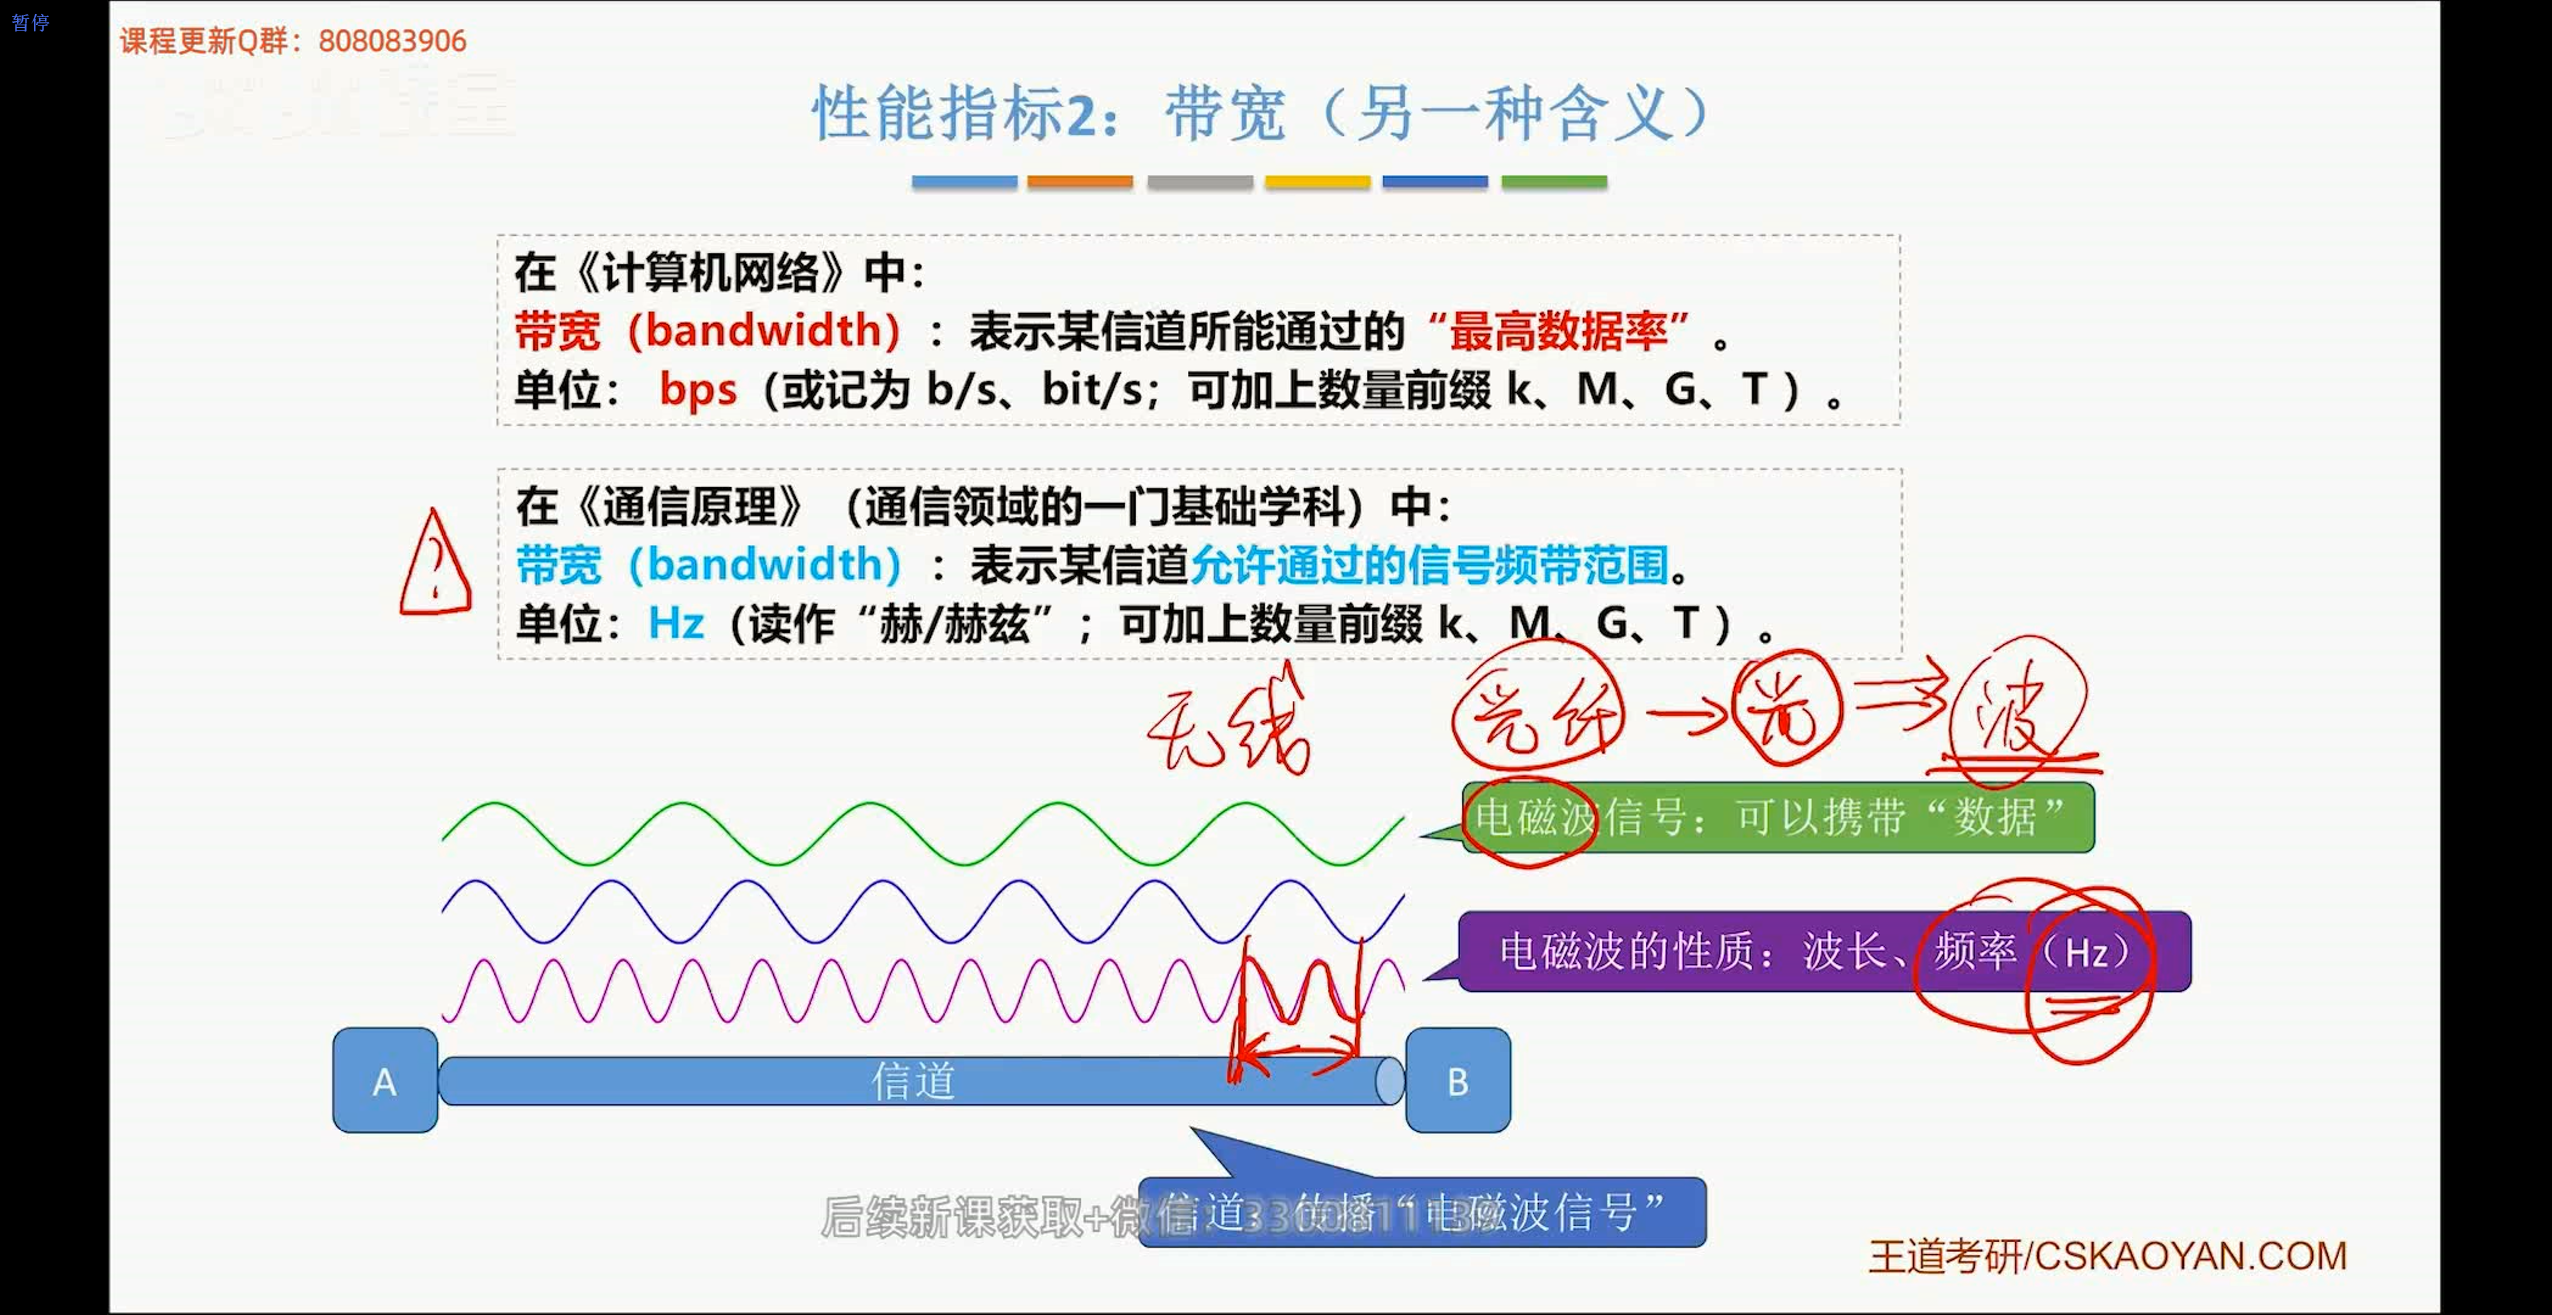 暂停
课程更新Q群：808083906
性能指标2：带宽（另一种含义）
在《计算机网络》中：
带宽（bandwidth）：表示某信道所能通过的“最高数据率”。
单位： bps（或记为 b/s、bit/s；可加上数量前缀 k、M、G、T ）。
在《通信原理》（通信领域的一门基础学科）中：
带宽（bandwidth）：表示某信道允许通过的信号频带范围。
单位：Hz（读作“赫/赫兹”；可加上数量前缀 k、M、G、T ）。
无线
光纤 → 光 ⇒ 波
电磁波信号：可以携带“数据”
电磁波的性质：波长、频率（Hz）
A
信道
B
信道：传播“电磁波信号”
后续新课获取+微信：
王道考研/CSKAOYAN.COM